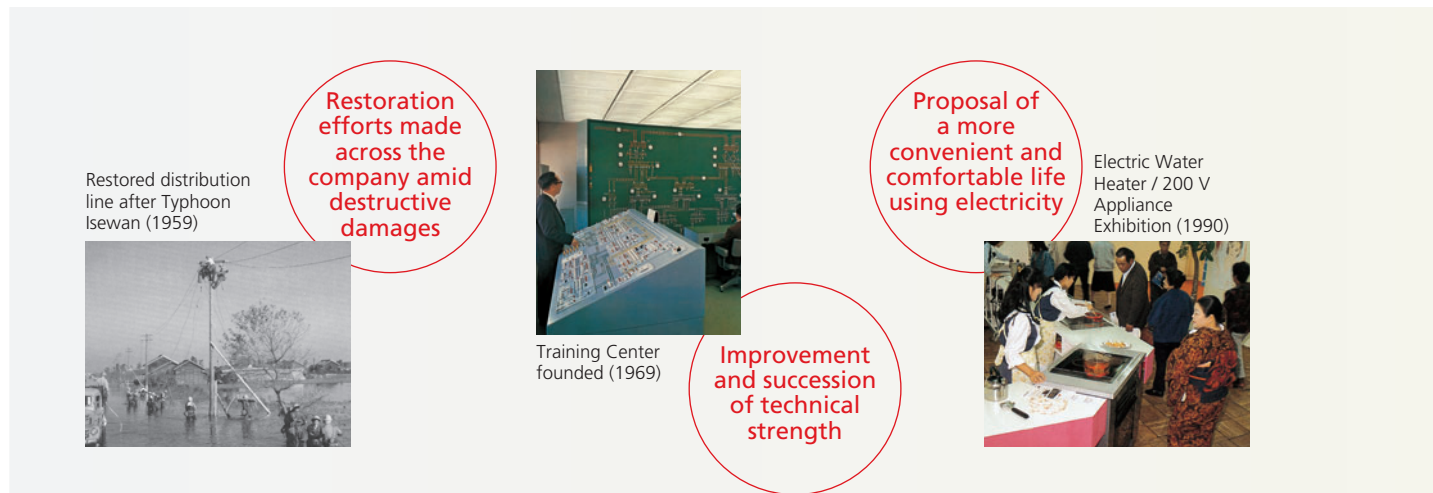 Restored distribution
line after Typhoon
Isewan (1959)
Restoration
efforts made
across the
company amid
destructive
damages
Training Center
founded (1969)
Improvement
and succession
of technical
strength
Proposal of
a more
convenient and
comfortable life
using electricity
Electric Water
Heater / 200 V
Appliance
Exhibition (1990)